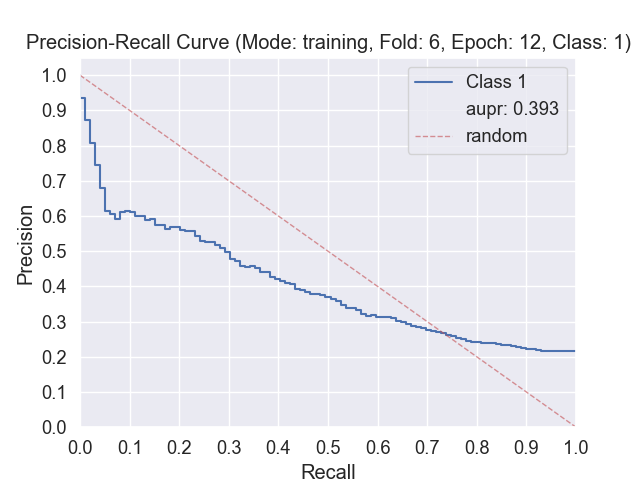 Precision-Recall Curve (Mode: training, Fold: 6, Epoch: 12, Class: 1)
Class 1
aupr: 0.393
random
1.0
0.9
0.8
0.7
0.6
0.5
0.4
0.3
0.2
0.1
0.0
Precision
0.0 0.1 0.2 0.3 0.4 0.5 0.6 0.7 0.8 0.9 1.0
Recall